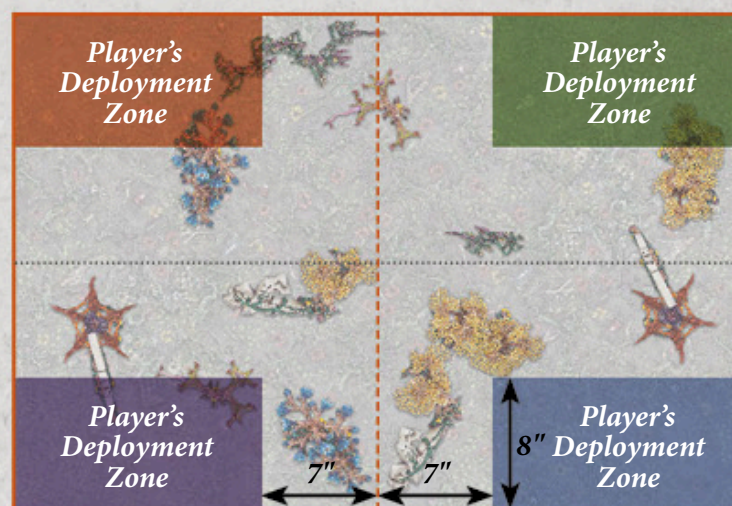 Player's
Deployment
Zone
Player's
Deployment
Zone
Player's
Deployment
Zone
7"
7"
8"
Player's
Deployment
Zone